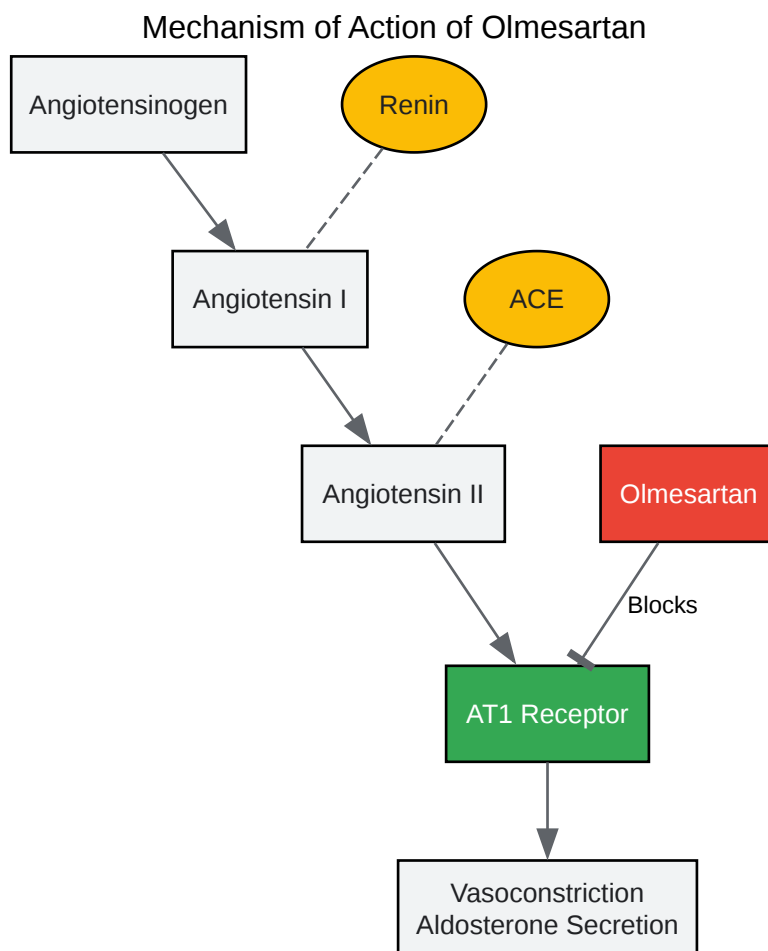 Mechanism of Action of Olmesartan
Angiotensinogen
Renin
Angiotensin I
ACE
Angiotensin II
Olmesartan
Blocks
AT1 Receptor
Vasoconstriction
Aldosterone Secretion